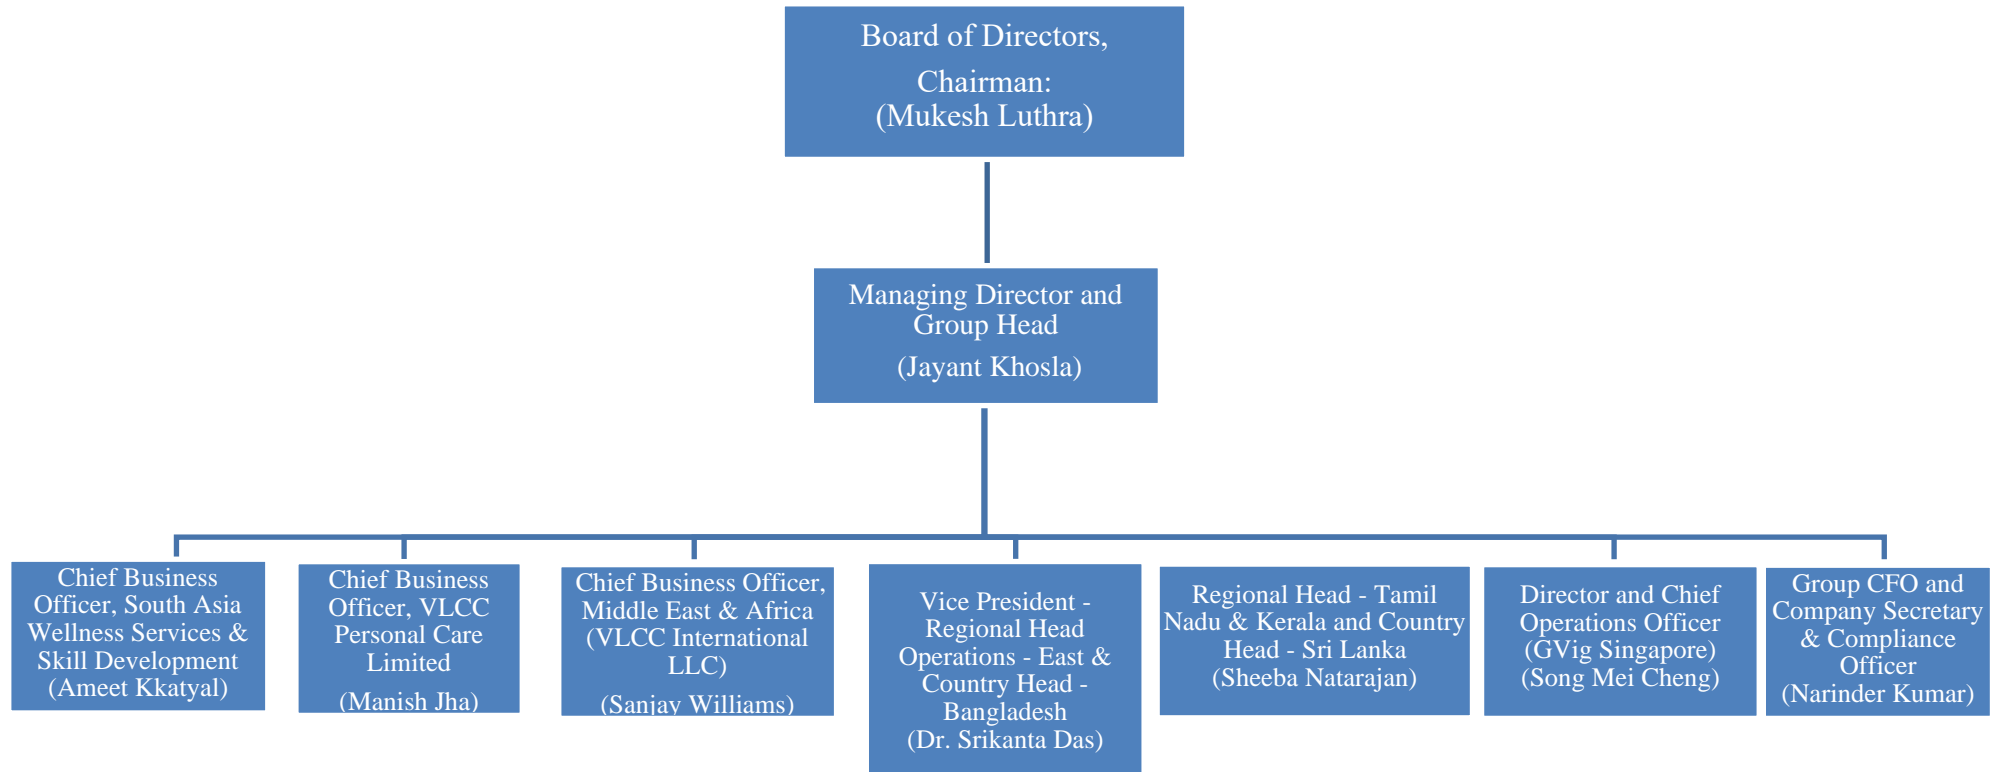 Board of Directors,
Chairman:
(Mukesh Luthra)
Managing Director and
Group Head
(Jayant Khosla)
Chief Business
Officer, South Asia
Wellness Services &
Skill Development
(Ameet Kkatyal)
Chief Business
Officer, VLCC
Personal Care
Limited
(Manish Jha)
Chief Business Officer,
Middle East & Africa
(VLCC International
LLC)
(Sanjay Williams)
Vice President -
Regional Head
Operations - East &
Country Head -
Bangladesh
(Dr. Srikanta Das)
Regional Head - Tamil
Nadu & Kerala and Country
Head - Sri Lanka
(Sheeba Natarajan)
Director and Chief
Operations Officer
(GVig Singapore)
(Song Mei Cheng)
Group CFO and
Company Secretary
& Compliance
Officer
(Narinder Kumar)